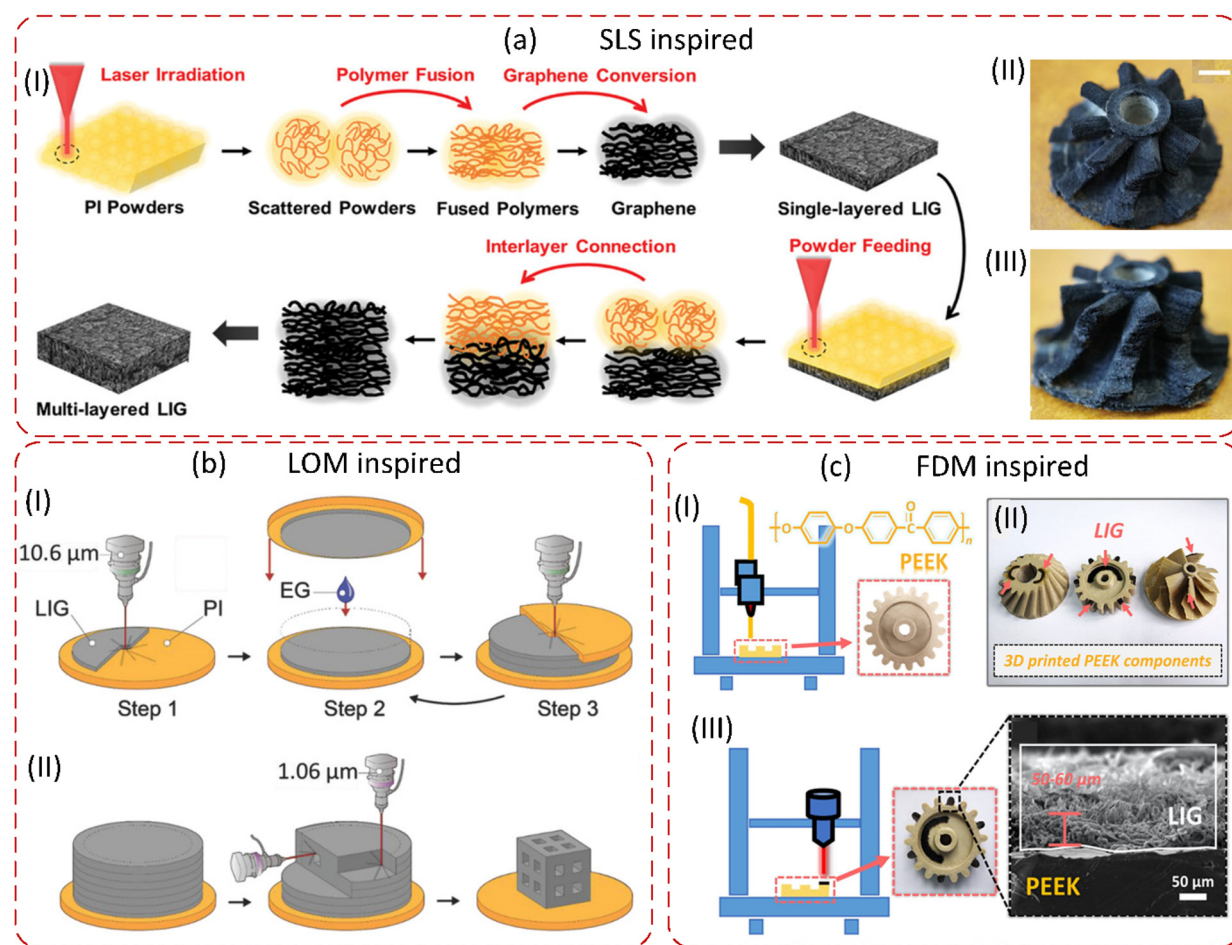 (a) SLS inspired
(I)
Laser Irradiation
Polymer Fusion
Graphene Conversion
PI Powders
Scattered Powders
Fused Polymers
Graphene
Single-layered LIG
Interlayer Connection
Powder Feeding
Multi-layered LIG
(II)
(III)
(b) LOM inspired
(I)
10.6 µm
LIG
PI
EG
Step 1
Step 2
Step 3
(II)
1.06 µm
(c) FDM inspired
(I)
O
O
O
C
n
PEEK
(II)
LIG
3D printed PEEK components
(III)
50-60 µm
LIG
PEEK
50 µm